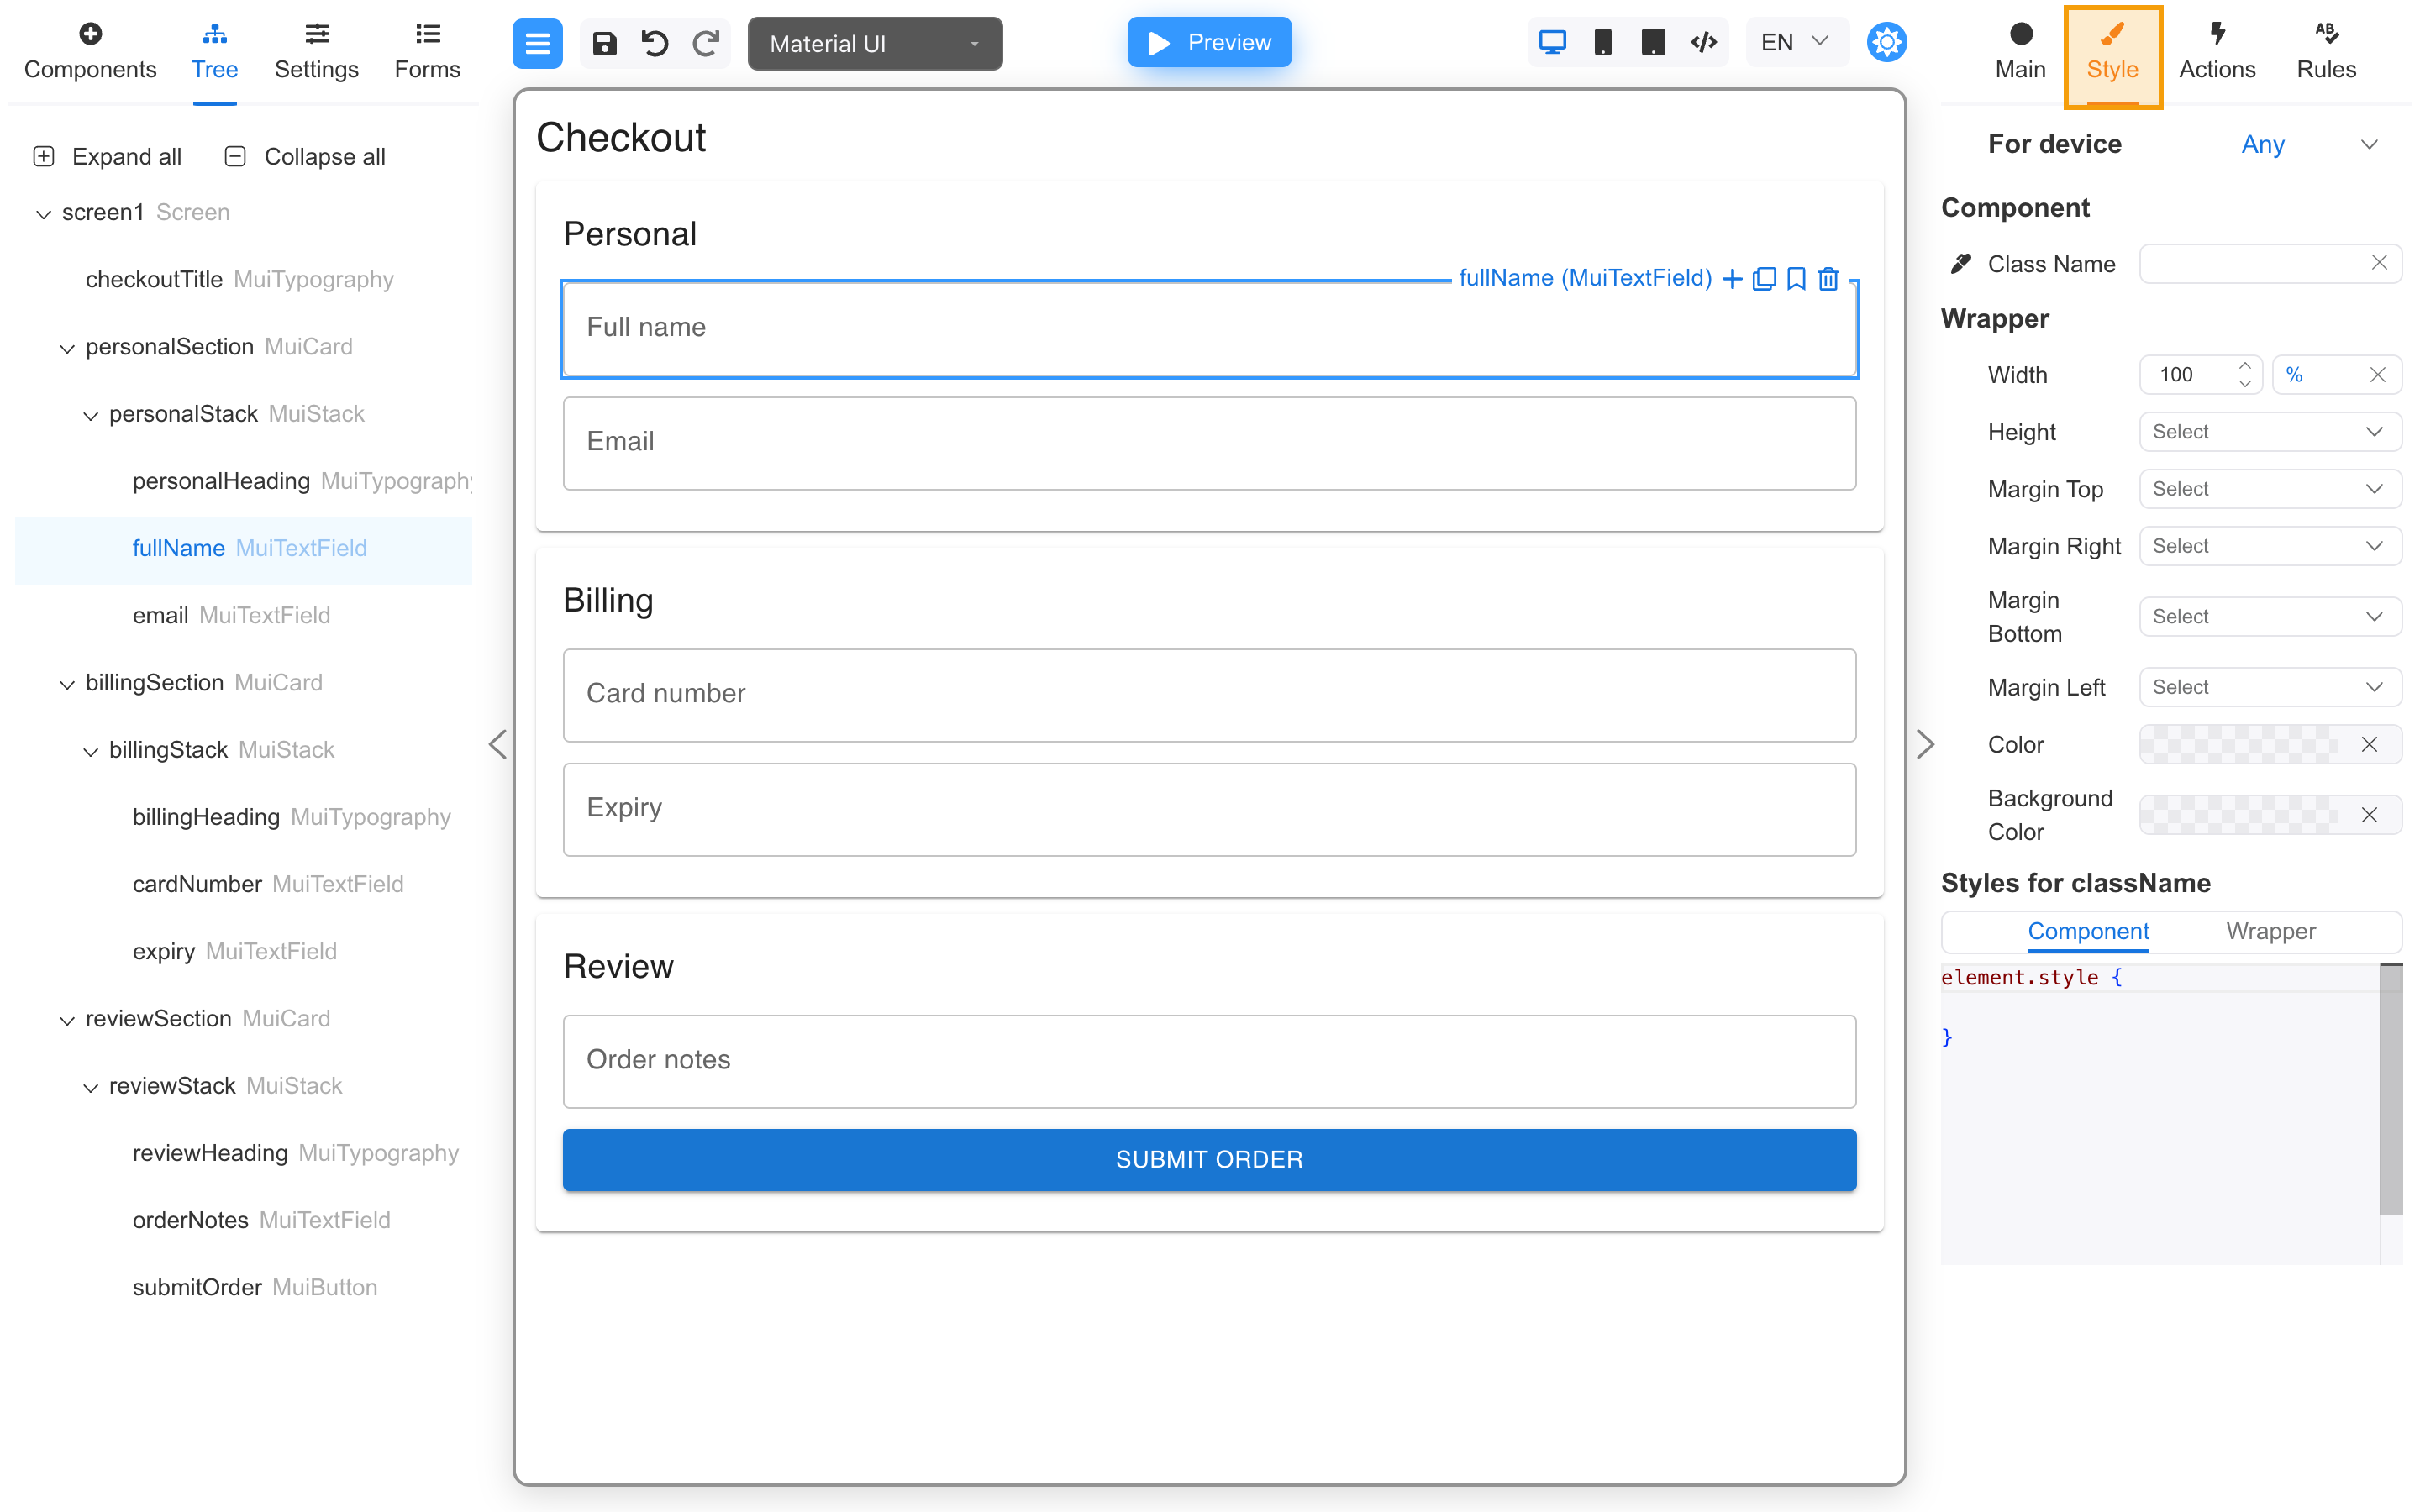 Components
Tree
Settings
Forms
Material UI
Preview
EN
Main
Style
Actions
Rules
Expand all
Collapse all
screen1 Screen
checkoutTitle MuiTypography
personalSection MuiCard
personalStack MuiStack
personalHeading MuiTypography
fullName MuiTextField
email MuiTextField
billingSection MuiCard
billingStack MuiStack
billingHeading MuiTypography
cardNumber MuiTextField
expiry MuiTextField
reviewSection MuiCard
reviewStack MuiStack
reviewHeading MuiTypography
orderNotes MuiTextField
submitOrder MuiButton
Checkout
Personal
fullName (MuiTextField)
Full name
Email
Billing
Card number
Expiry
Review
Order notes
SUBMIT ORDER
For device Any
Component
Class Name
Wrapper
Width 100 %
Height Select
Margin Top Select
Margin Right Select
Margin
Bottom
Select
Margin Left Select
Color
Background
Color
Styles for className
Component Wrapper
element.style {
}